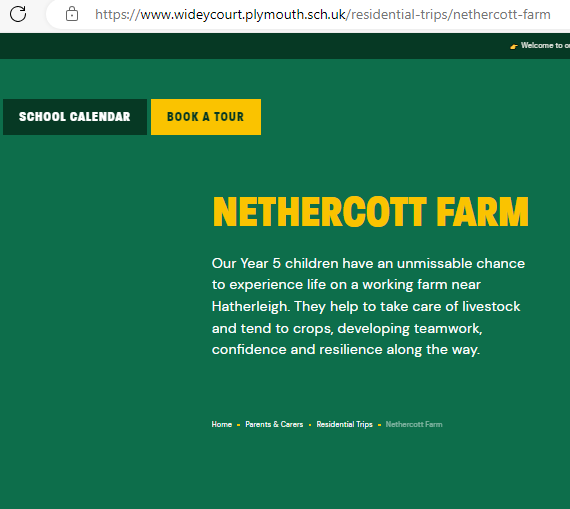 https://www.wideycourt.plymouth.sch.uk/residential-trips/nethercott-farm
Welcome to
SCHOOL CALENDAR
BOOK A TOUR
NETHERCOTT FARM
Our Year 5 children have an unmissable chance
to experience life on a working farm near
Hatherleigh. They help to take care of livestock
and tend to crops, developing teamwork,
confidence and resilience along the way.
Home - Parents & Carers - Residential Trips - Nethercott Farm